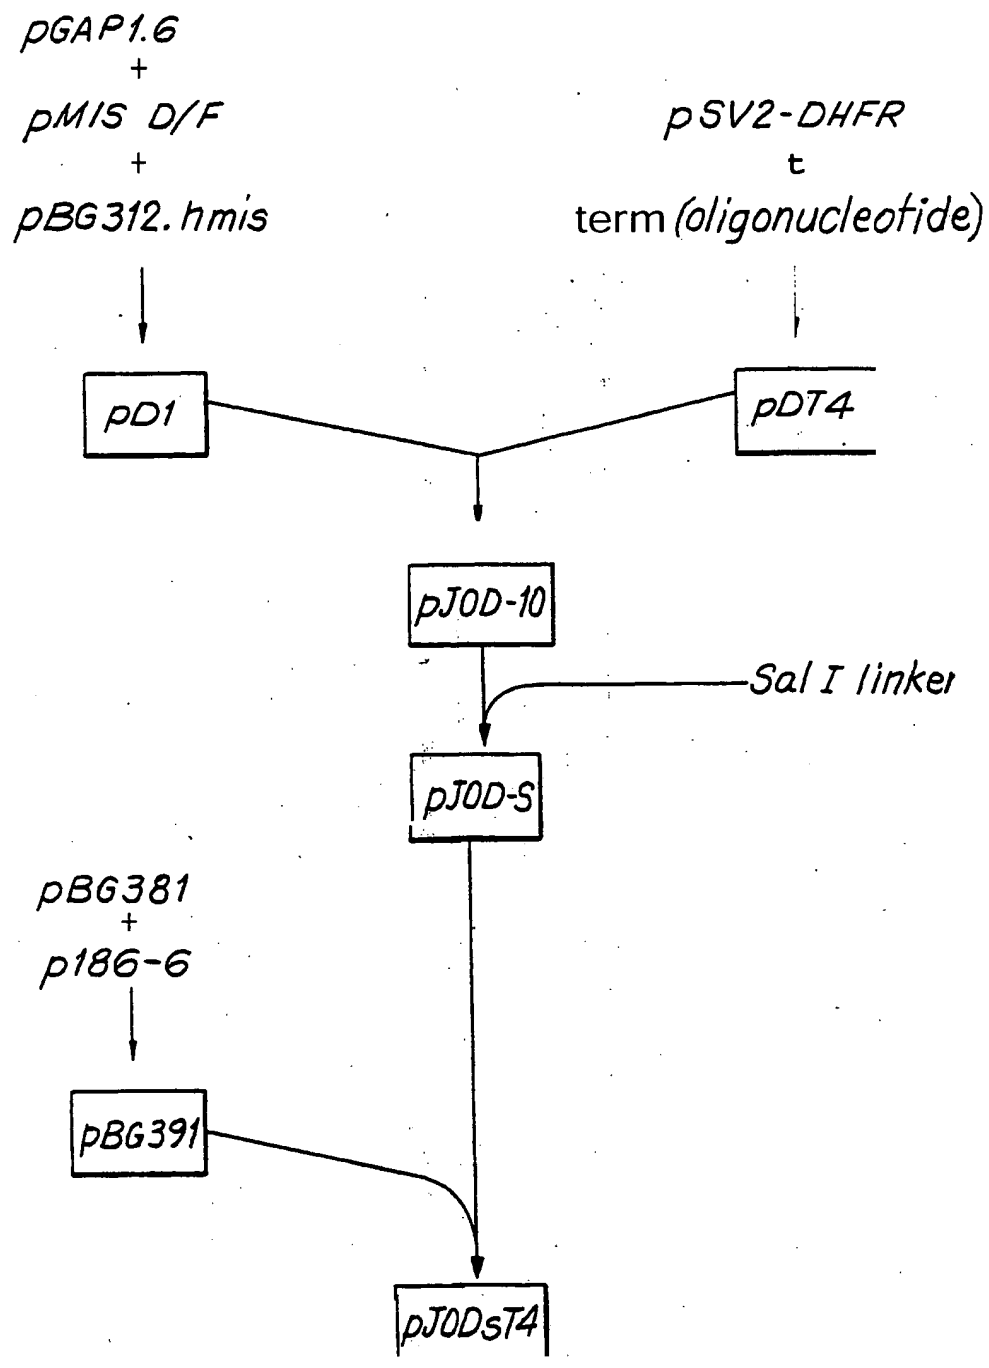 pGAP1.6
+
pMIS D/F
+
pBG312.hmis
pSV2-DHFR
t
term (oligonucleotide)
pD1
pDT4
pJOD-10
Sal I linker
pJOD-S
pBG381
+
p186-6
pBG391
pJODsT4